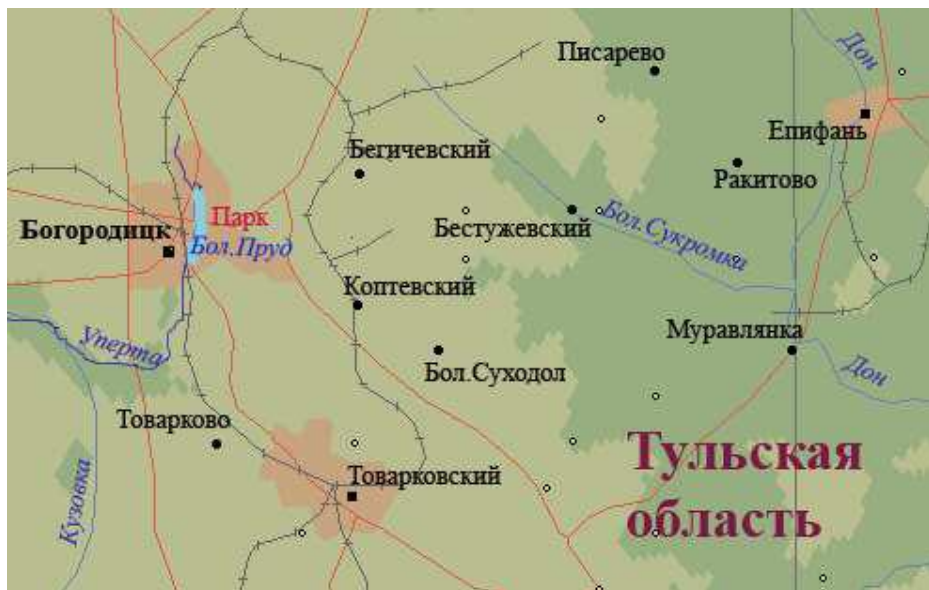 Писарево
Дон
Епифань
Бегичевский
Ракитово
Парк
Богородицк
Бол.Пруд
Бестужевский
Бол.Сукромка
Коптевский
Муравлянка
Уперта
Бол.Суходол
Дон
Товарково
Кузовка
Товарковский
Тульская
область